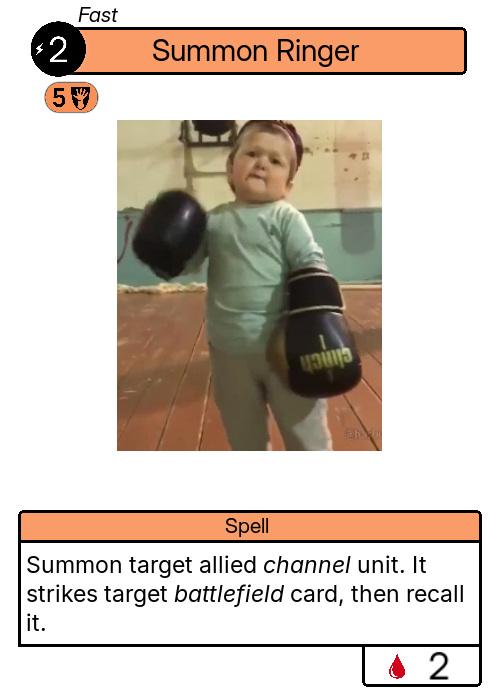 Fast
2
Summon Ringer
5
clinch
Spell
Summon target allied channel unit. It
strikes target battlefield card, then recall
it.
2